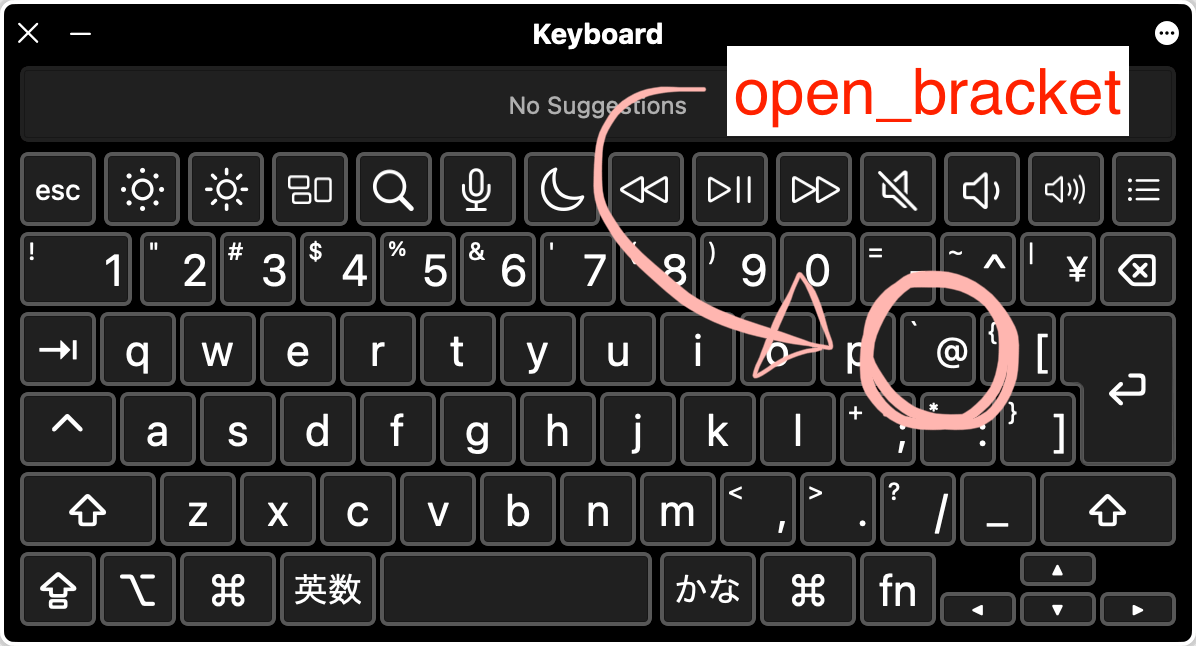 Keyboard
open_bracket
No Suggestions
esc
! 1 " 2 # 3 $ 4 % 5 & 6 ' 7 ( 8 ) 9 0 = - ~ ^ | ¥
q w e r t y u i o p ` @ { [
a s d f g h j k l + ; * : } ]
z x c v b n m < , > . ? / _
⌘ 英数 かな ⌘ fn